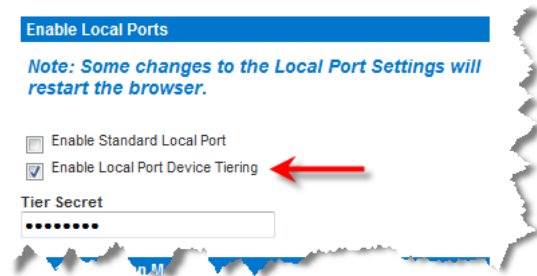 Enable Local Ports
Note: Some changes to the Local Port Settings will
restart the browser.
Enable Standard Local Port
Enable Local Port Device Tiering
Tier Secret
••••••••